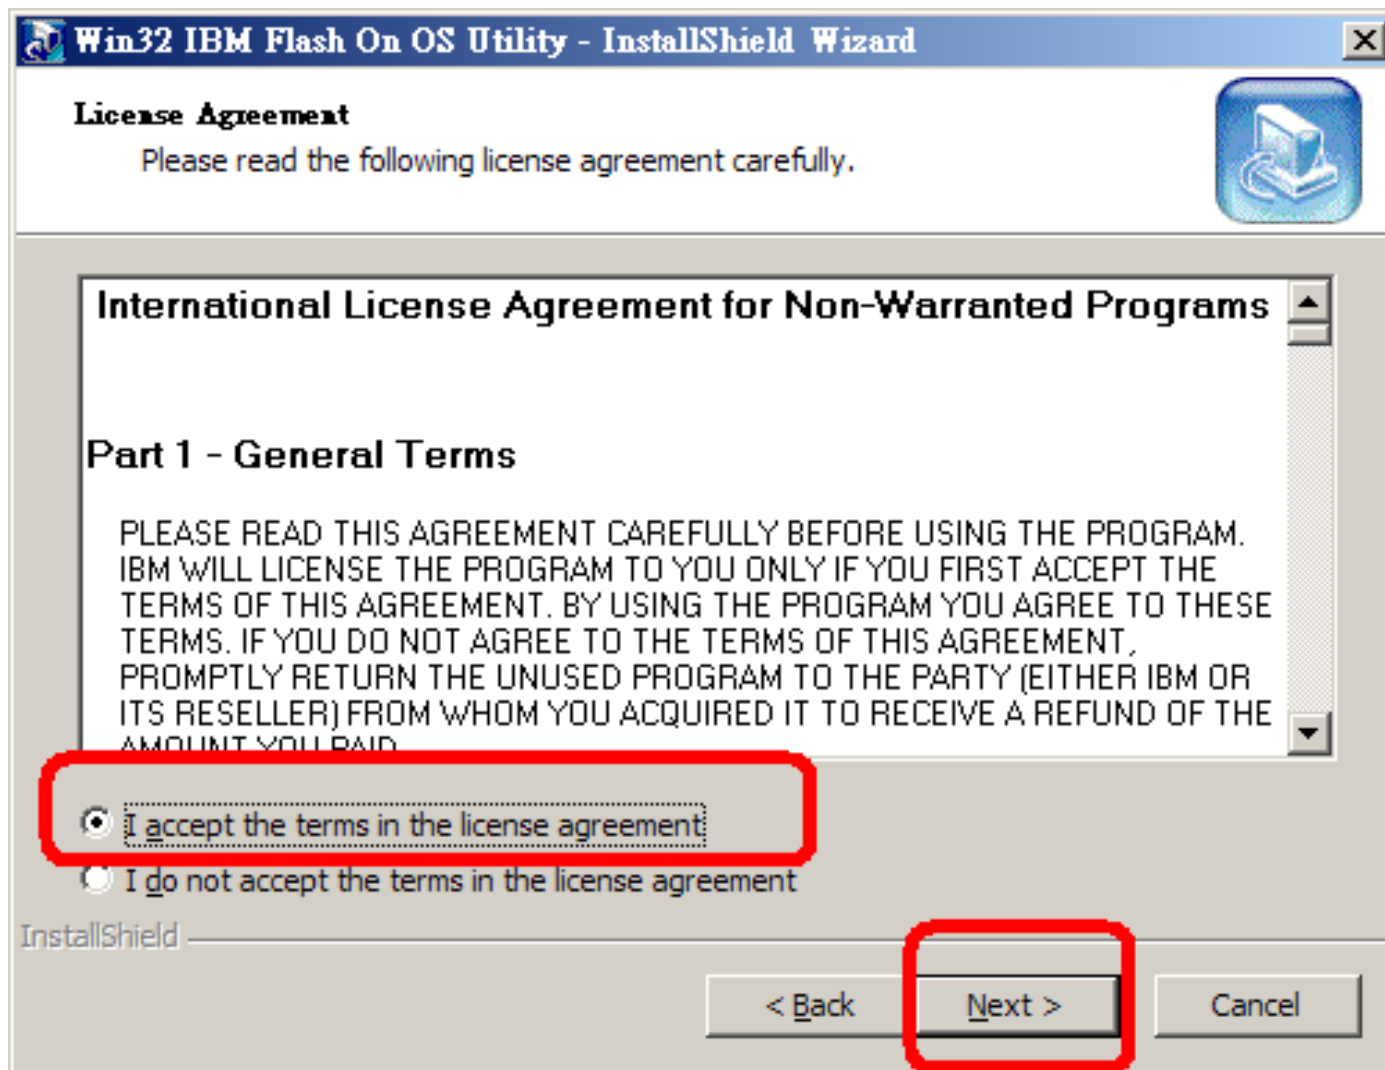 Win32 IBM Flash On OS Utility - InstallShield Wizard
License Agreement
Please read the following license agreement carefully.
International License Agreement for Non-Warranted Programs
Part 1 - General Terms
PLEASE READ THIS AGREEMENT CAREFULLY BEFORE USING THE PROGRAM.
IBM WILL LICENSE THE PROGRAM TO YOU ONLY IF YOU FIRST ACCEPT THE
TERMS OF THIS AGREEMENT. BY USING THE PROGRAM YOU AGREE TO THESE
TERMS. IF YOU DO NOT AGREE TO THE TERMS OF THIS AGREEMENT,
PROMPTLY RETURN THE UNUSED PROGRAM TO THE PARTY (EITHER IBM OR
ITS RESELLER) FROM WHOM YOU ACQUIRED IT TO RECEIVE A REFUND OF THE
AMOUNT YOU PAID
I accept the terms in the license agreement
I do not accept the terms in the license agreement
InstallShield
< Back
Next >
Cancel